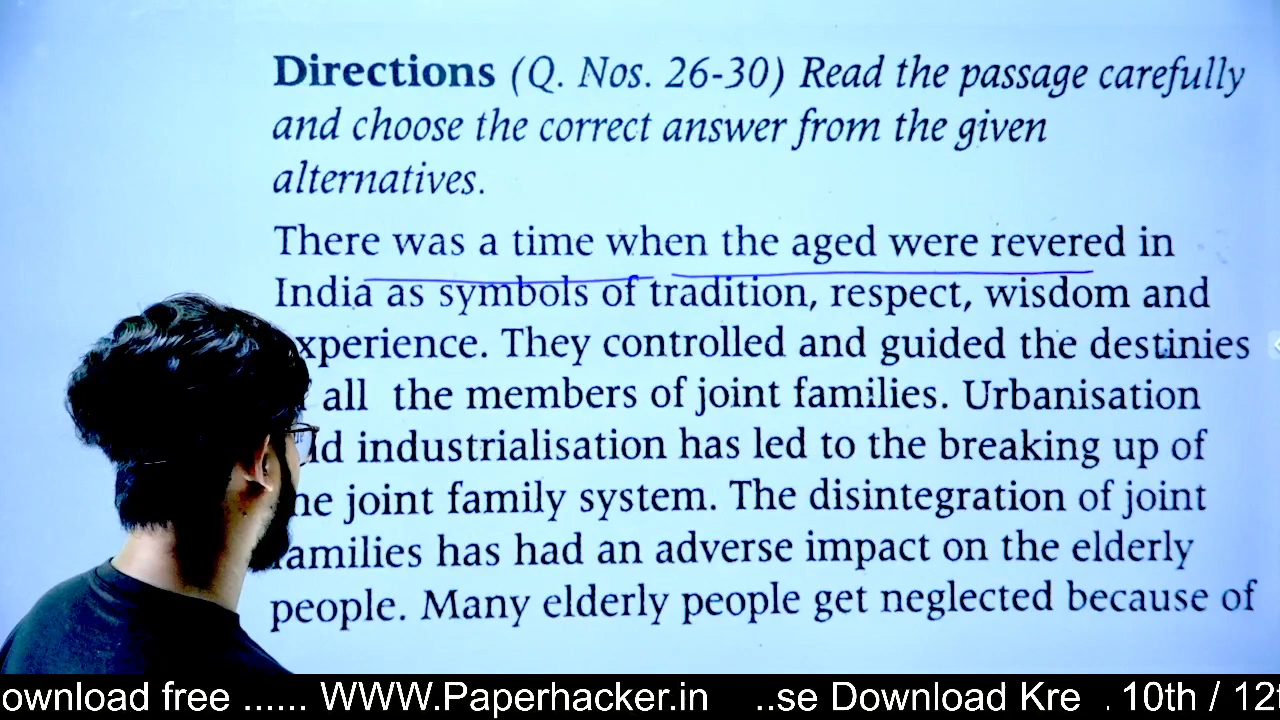 Directions (Q. Nos. 26-30) Read the passage carefully
and choose the correct answer from the given
alternatives.
There was a time when the aged were revered in
India as symbols of tradition, respect, wisdom and
xperience. They controlled and guided the destinies
all the members of joint families. Urbanisation
industrialisation has led to the breaking up of
he joint family system. The disintegration of joint
amilies has had an adverse impact on the elderly
people. Many elderly people get neglected because of
ownload free ...... WWW.Paperhacker.in ..se Download Kre . 10th / 12